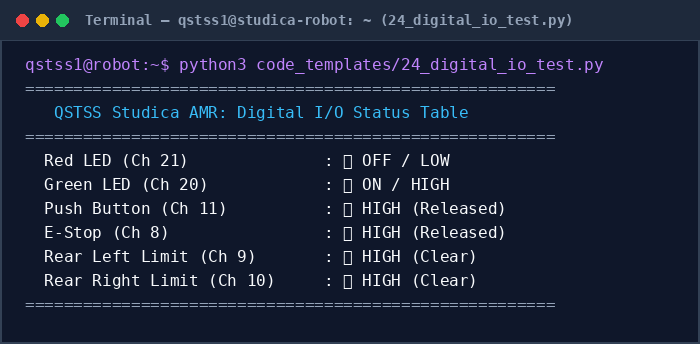 Terminal — qstss1@studica-robot: ~ (24_digital_io_test.py)
qstss1@robot:~$ python3 code_templates/24_digital_io_test.py
=======================================================
QSTSS Studica AMR: Digital I/O Status Table
=======================================================
Red LED (Ch 21) : ▯ OFF / LOW
Green LED (Ch 20) : ▯ ON / HIGH
Push Button (Ch 11) : ▯ HIGH (Released)
E-Stop (Ch 8) : ▯ HIGH (Released)
Rear Left Limit (Ch 9) : ▯ HIGH (Clear)
Rear Right Limit (Ch 10) : ▯ HIGH (Clear)
=======================================================